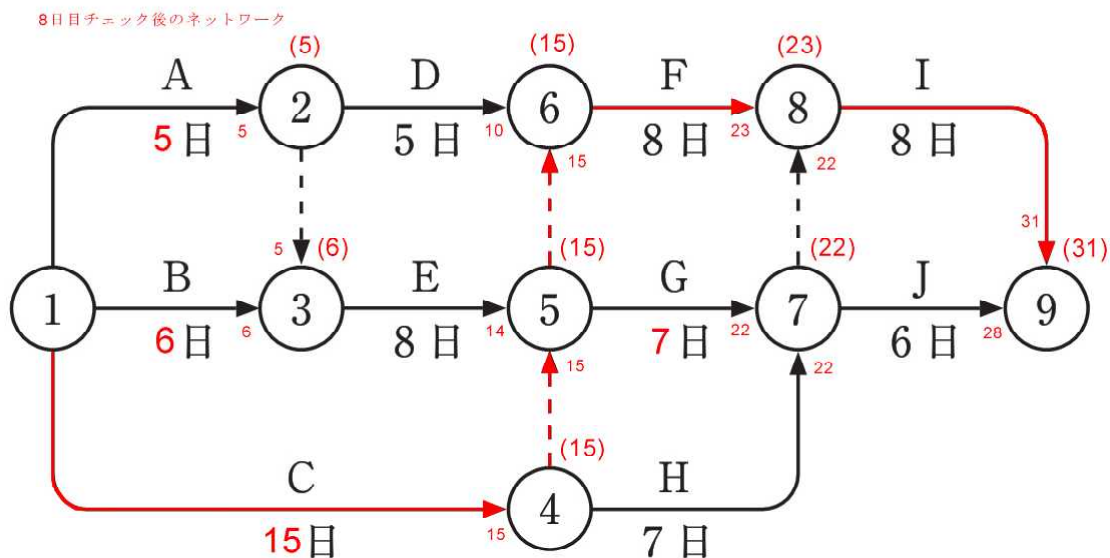 8日目チェック後のネットワーク
(5) (15) (23)
A 2 D 6 F 8 I
5日 5 5日 10 15 8日 23 22 8日
5 (6) (15) (22) 31 (31)
1 B 3 E 5 G 7 J 9
6日 6 8日 14 15 7日 22 22 6日 28
(15)
C 4 H
15日 15 7日